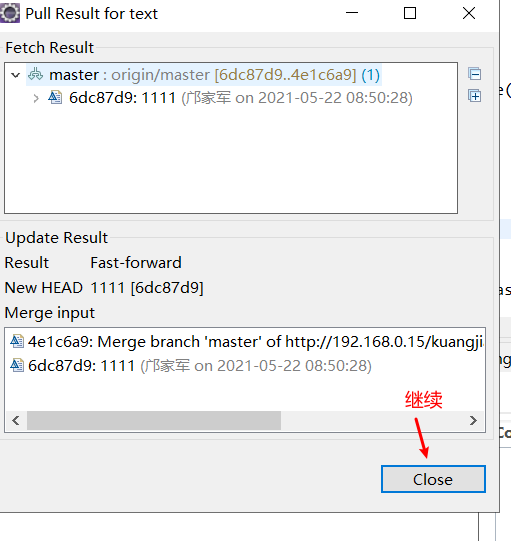 Pull Result for text
Fetch Result
master : origin/master [6dc87d9..4e1c6a9] (1)
6dc87d9: 1111 (邝家军 on 2021-05-22 08:50:28)
Update Result
Result Fast-forward
New HEAD 1111 [6dc87d9]
Merge input
4e1c6a9: Merge branch 'master' of http://192.168.0.15/kuangji
6dc87d9: 1111 (邝家军 on 2021-05-22 08:50:28)
继续
Close